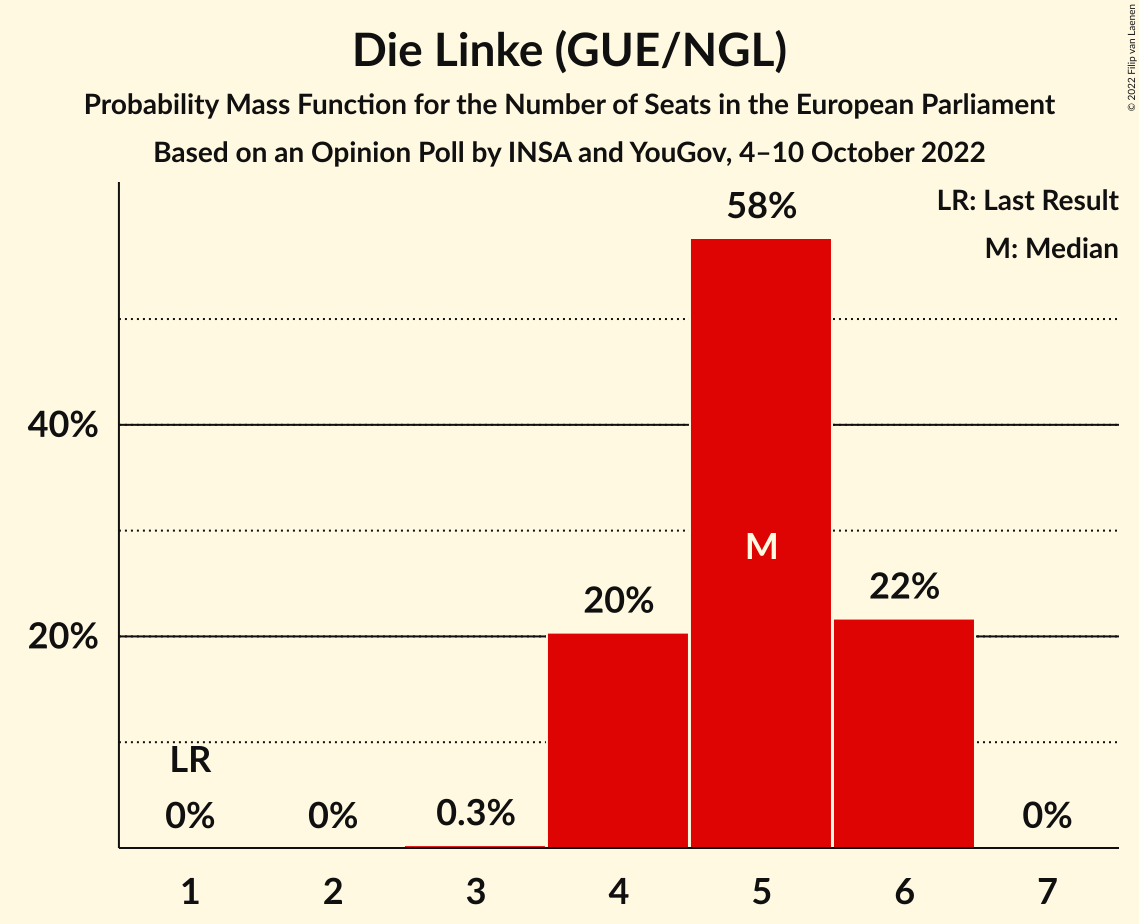 Die Linke (GUE/NGL)
Probability Mass Function for the Number of Seats in the European Parliament
Based on an Opinion Poll by INSA and YouGov, 4–10 October 2022
© 2022 Filip van Laenen
LR: Last Result
M: Median
58%
40%
M
22%
20%
20%
LR
0%
0%
0.3%
0%
1 2 3 4 5 6 7